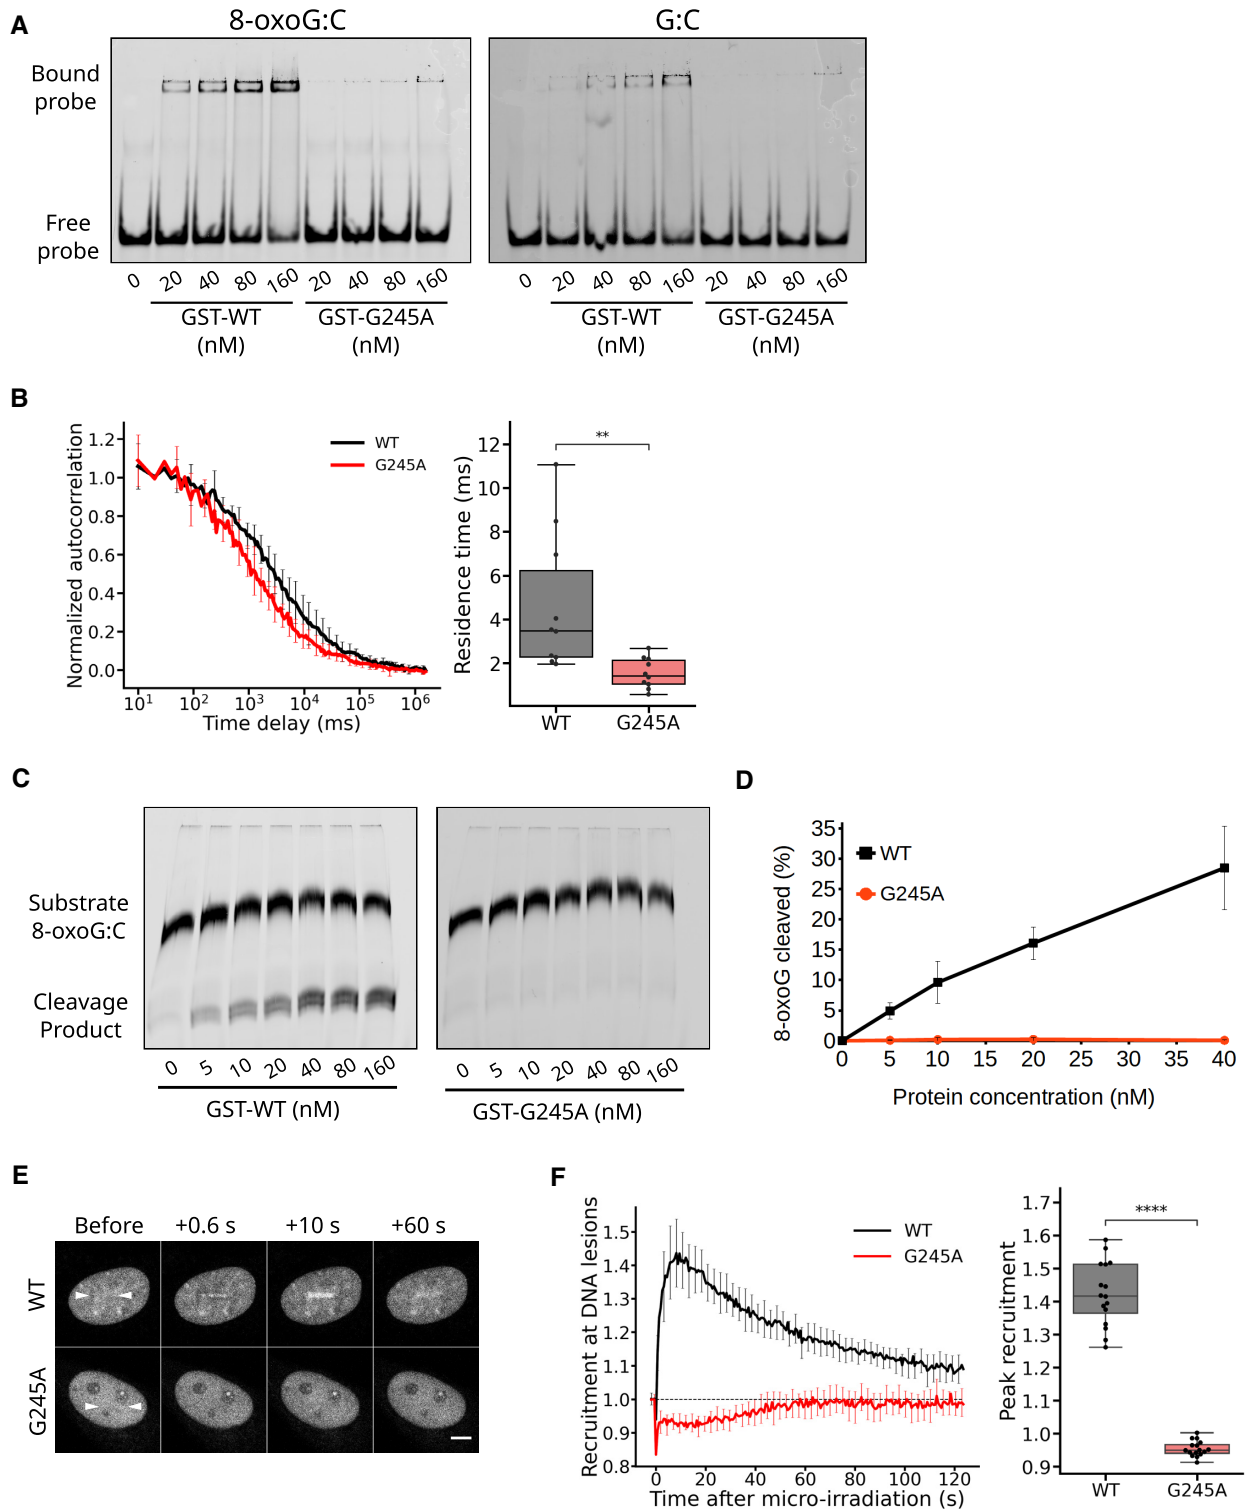 A
8-oxoG:C
G:C
Bound
probe
Free
probe
0 20 40 80 160 20 40 80 160
0 20 40 80 160 20 40 80 160
GST-WT
(nM)
GST-G245A
(nM)
GST-WT
(nM)
GST-G245A
(nM)
B
Normalized autocorrelation
1.2
1.0
0.8
0.6
0.4
0.2
0.0
WT
G245A
10¹ 10² 10³ 10⁴ 10⁵ 10⁶
Time delay (ms)
Residence time (ms)
12
10
8
6
4
2
**
WT G245A
C
Substrate
8-oxoG:C
Cleavage
Product
0 5 10 20 40 80 160
GST-WT (nM)
0 5 10 20 40 80 160
GST-G245A (nM)
D
8-oxoG cleaved (%)
35
30
25
20
15
10
5
0
WT
G245A
0 5 10 15 20 25 30 35 40
Protein concentration (nM)
E
Before +0.6 s +10 s +60 s
WT
G245A
F
Recruitment at DNA lesions
1.5
1.4
1.3
1.2
1.1
1.0
0.9
0.8
WT
G245A
0 20 40 60 80 100 120
Time after micro-irradiation (s)
Peak recruitment
1.7
1.6
1.5
1.4
1.3
1.2
1.1
1.0
0.9
****
WT G245A